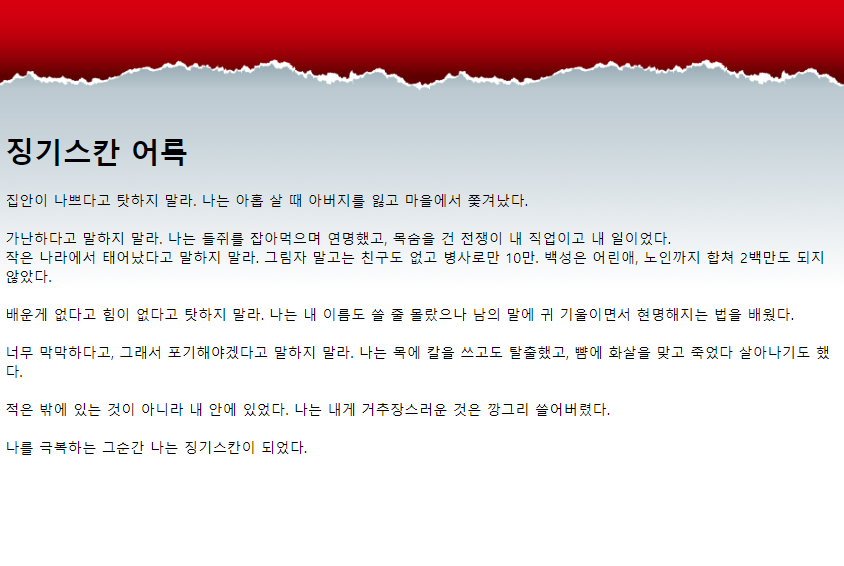 징기스칸 어륵
집안이 나쁘다고 탓하지 말라. 나는 아홉 살 때 아버지를 잃고 마을에서 쫓겨났다.
가난하다고 말하지 말라. 나는 들쥐를 잡아먹으며 연명했고, 목숨을 건 전쟁이 내 직업이고 내 일이었다.
작은 나라에서 태어났다고 말하지 말라. 그림자 말고는 친구도 없고 병사로만 10만. 백성은 어린애, 노인까지 합쳐 2백만도 되지
않았다.
배운게 없다고 힘이 없다고 탓하지 말라. 나는 내 이름도 쓸 줄 몰랐으나 남의 말에 귀 기울이면서 현명해지는 법을 배웠다.
너무 막막하다고, 그래서 포기해야겠다고 말하지 말라. 나는 목에 칼을 쓰고도 탈출했고, 뺨에 화살을 맞고 죽었다 살아나기도 했
다.
적은 밖에 있는 것이 아니라 내 안에 있었다. 나는 내게 거추장스러운 것은 깡그리 쓸어버렸다.
나를 극복하는 그순간 나는 징기스칸이 되었다.